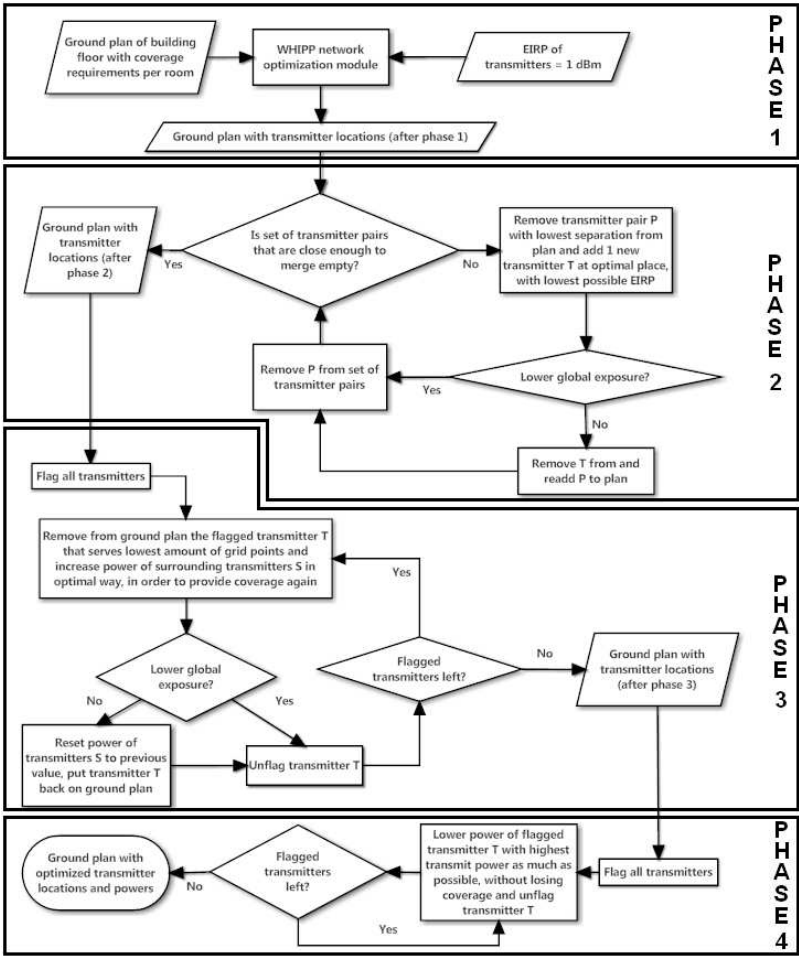 Ground plan of building
floor with coverage
requirements per room
WHIPP network
optimization module
EIRP of
transmitters = 1 dBm
Ground plan with transmitter locations (after phase 1)
PHASE 1
Ground plan with
transmitter
locations (after
phase 2)
Yes
Is set of transmitter pairs
that are close enough to
merge empty?
No
Remove transmitter pair P
with lowest separation from
plan and add 1 new
transmitter T at optimal place,
with lowest possible EIRP
Remove P from set of
transmitter pairs
Yes
Lower global exposure?
No
Remove T from and
readd P to plan
PHASE 2
Flag all transmitters
Remove from ground plan the flagged transmitter T
that serves lowest amount of grid points and
increase power of surrounding transmitters S in
optimal way, in order to provide coverage again
Yes
Lower global
exposure?
No
Yes
Reset power of
transmitters S to previous
value, put transmitter T
back on ground plan
Unflag transmitter T
Flagged
transmitters left?
No
Ground plan with
transmitter locations
(after phase 3)
PHASE 3
Ground plan with
optimized transmitter
locations and powers
No
Flagged
transmitters
left?
Yes
Lower power of flagged
transmitter T with highest
transmit power as much as
possible, without losing
coverage and unflag
transmitter T
Flag all transmitters
PHASE 4